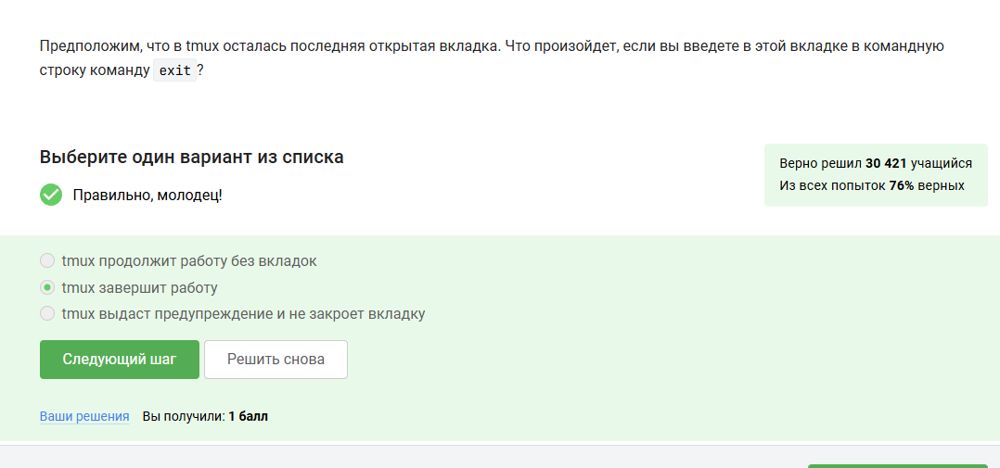 Предположим, что в tmux осталась последняя открытая вкладка. Что произойдет, если вы введете в этой вкладке в командную
строку команду exit?
Выберите один вариант из списка
Правильно, молодец!
Верно решил 30 421 учащийся
Из всех попыток 76% верных
tmux продолжит работу без вкладок
tmux завершит работу
tmux выдаст предупреждение и не закроет вкладку
Следующий шаг
Решить снова
Ваши решения Вы получили: 1 балл